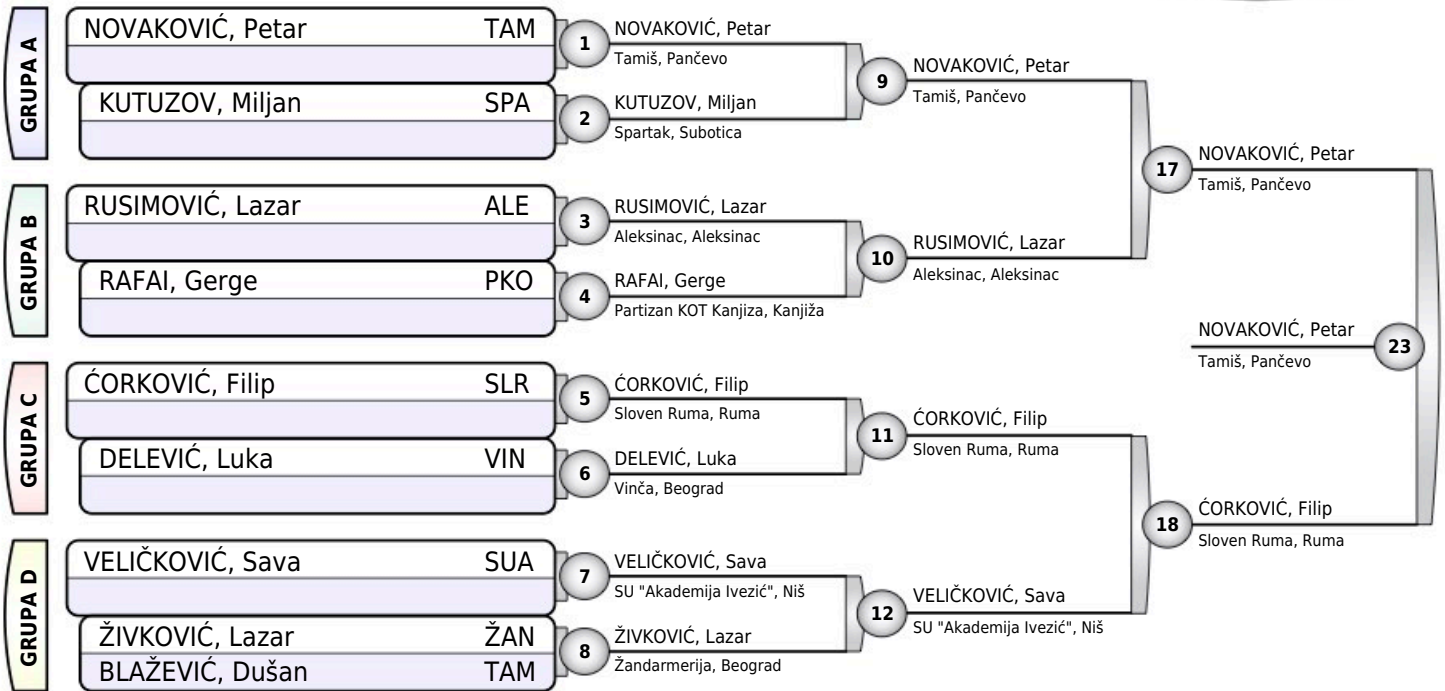 GRUPA A
NOVAKOVIĆ, Petar TAM
KUTUZOV, Miljan SPA
1
NOVAKOVIĆ, Petar
Tamiš, Pančevo
2
KUTUZOV, Miljan
Spartak, Subotica
9
NOVAKOVIĆ, Petar
Tamiš, Pančevo
GRUPA B
RUSIMOVIĆ, Lazar ALE
RAFAI, Gerge PKO
3
RUSIMOVIĆ, Lazar
Aleksinac, Aleksinac
4
RAFAI, Gerge
Partizan KOT Kanjiza, Kanjiža
10
RUSIMOVIĆ, Lazar
Aleksinac, Aleksinac
17
NOVAKOVIĆ, Petar
Tamiš, Pančevo
GRUPA C
ĆORKOVIĆ, Filip SLR
DELEVIĆ, Luka VIN
5
ĆORKOVIĆ, Filip
Sloven Ruma, Ruma
6
DELEVIĆ, Luka
Vinča, Beograd
11
ĆORKOVIĆ, Filip
Sloven Ruma, Ruma
GRUPA D
VELIČKOVIĆ, Sava SUA
ŽIVKOVIĆ, Lazar ŽAN
BLAŽEVIĆ, Dušan TAM
7
VELIČKOVIĆ, Sava
SU "Akademija Ivezić", Niš
8
ŽIVKOVIĆ, Lazar
Žandarmerija, Beograd
12
VELIČKOVIĆ, Sava
SU "Akademija Ivezić", Niš
18
ĆORKOVIĆ, Filip
Sloven Ruma, Ruma
NOVAKOVIĆ, Petar
Tamiš, Pančevo
23